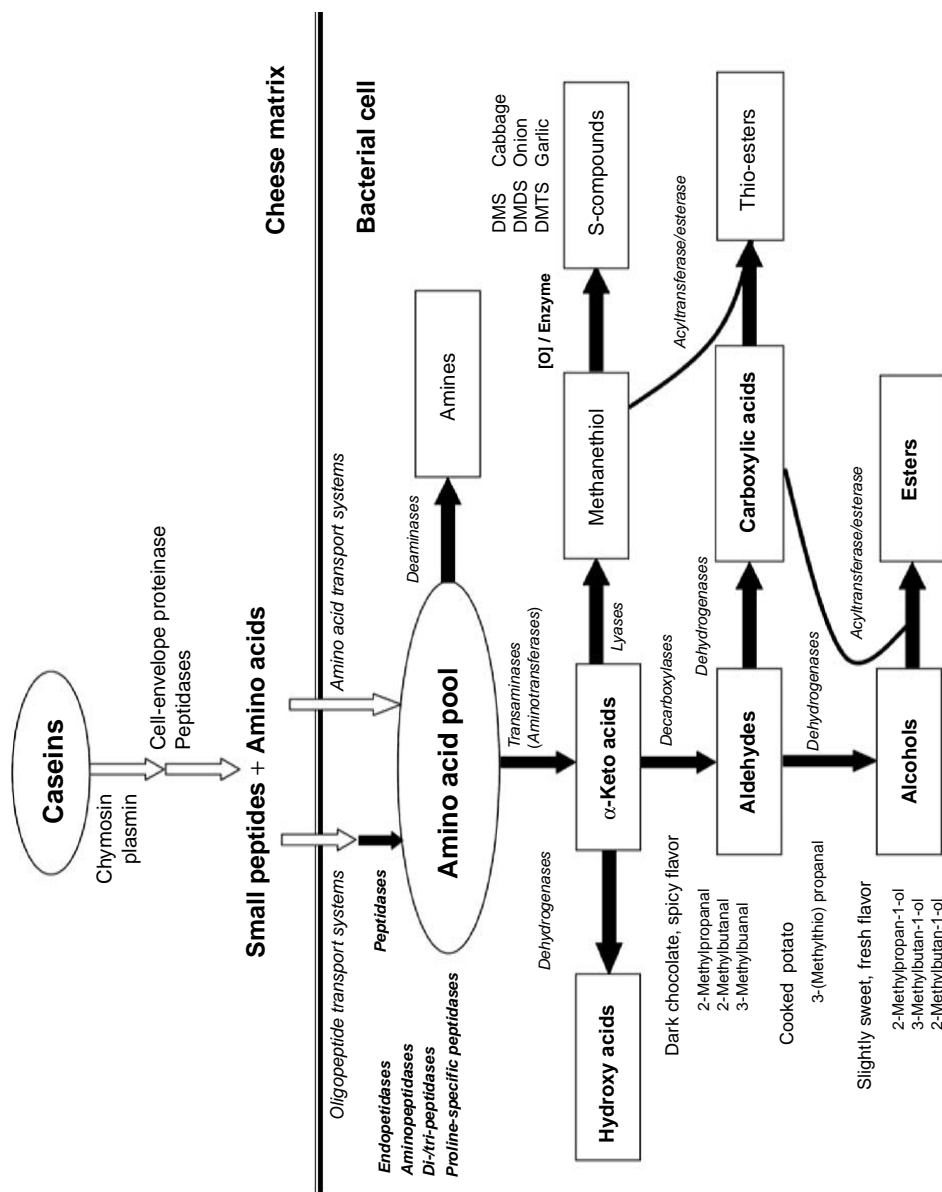 Caseins
Chymosin
plasmin
Cell-envelope proteinase
Peptidases
Small peptides + Amino acids
Cheese matrix
Bacterial cell
Oligopeptide transport systems
Amino acid transport systems
Peptidases
Endopetidases
Aminopeptidases
Di-/tri-peptidases
Proline-specific peptidases
Amino acid pool
Deaminases
Amines
Transaminases
(Aminotransferases)
Dehydrogenases
Hydroxy acids
α-Keto acids
Lyases
Methanethiol
[O] / Enzyme
S-compounds
DMS Cabbage
DMDS Onion
DMTS Garlic
Decarboxylases
Acyltransferase/esterase
Dark chocolate, spicy flavor
2-Methylpropanal
2-Methylbutanal
3-Methylbuanal
Aldehydes
Dehydrogenases
Carboxylic acids
Thio-esters
Cooked potato
3-(Methylthio) propanal
Dehydrogenases
Acyltransferase/esterase
Slightly sweet, fresh flavor
2-Methylpropan-1-ol
3-Methylbutan-1-ol
2-Methylbutan-1-ol
Alcohols
Esters